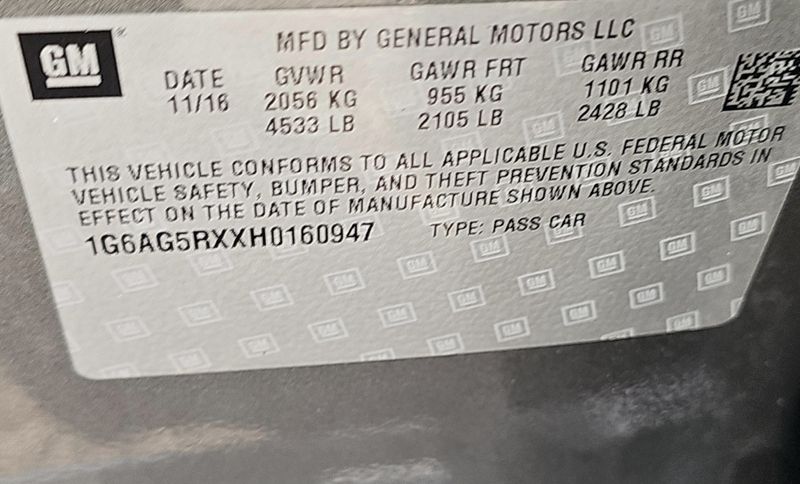 GM
MFD BY GENERAL MOTORS LLC
DATE GVWR GAWR FRT GAWR RR
11/16 2056 KG 955 KG 1101 KG
4533 LB 2105 LB 2428 LB
THIS VEHICLE CONFORMS TO ALL APPLICABLE U.S. FEDERAL MOTOR
VEHICLE SAFETY, BUMPER, AND THEFT PREVENTION STANDARDS IN
EFFECT ON THE DATE OF MANUFACTURE SHOWN ABOVE.
1G6AG5RXXH0160947 TYPE: PASS CAR